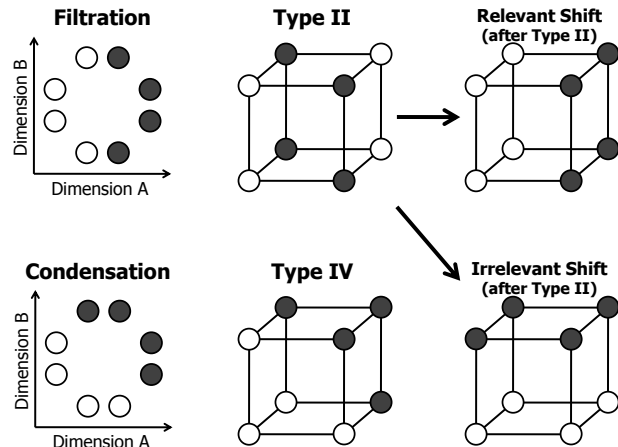 Filtration
Dimension B
Dimension A
Type II
Relevant Shift
(after Type II)
Condensation
Dimension B
Dimension A
Type IV
Irrelevant Shift
(after Type II)